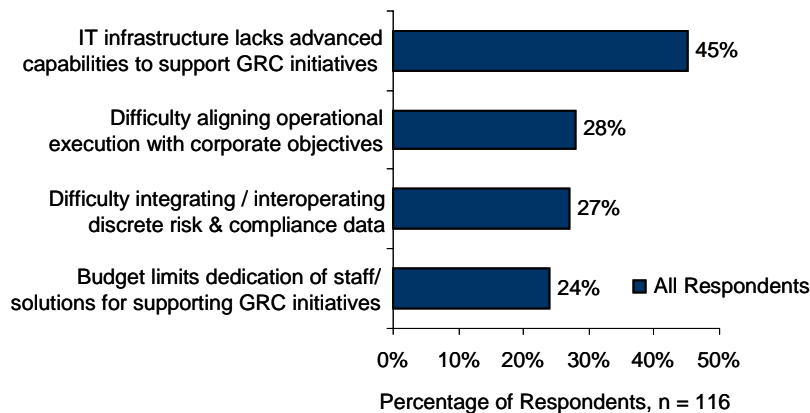 IT infrastructure lacks advanced
capabilities to support GRC initiatives
45%
Difficulty aligning operational
execution with corporate objectives
28%
Difficulty integrating / interoperating
discrete risk & compliance data
27%
Budget limits dedication of staff/
solutions for supporting GRC initiatives
24%
All Respondents
0% 10% 20% 30% 40% 50%
Percentage of Respondents, n = 116